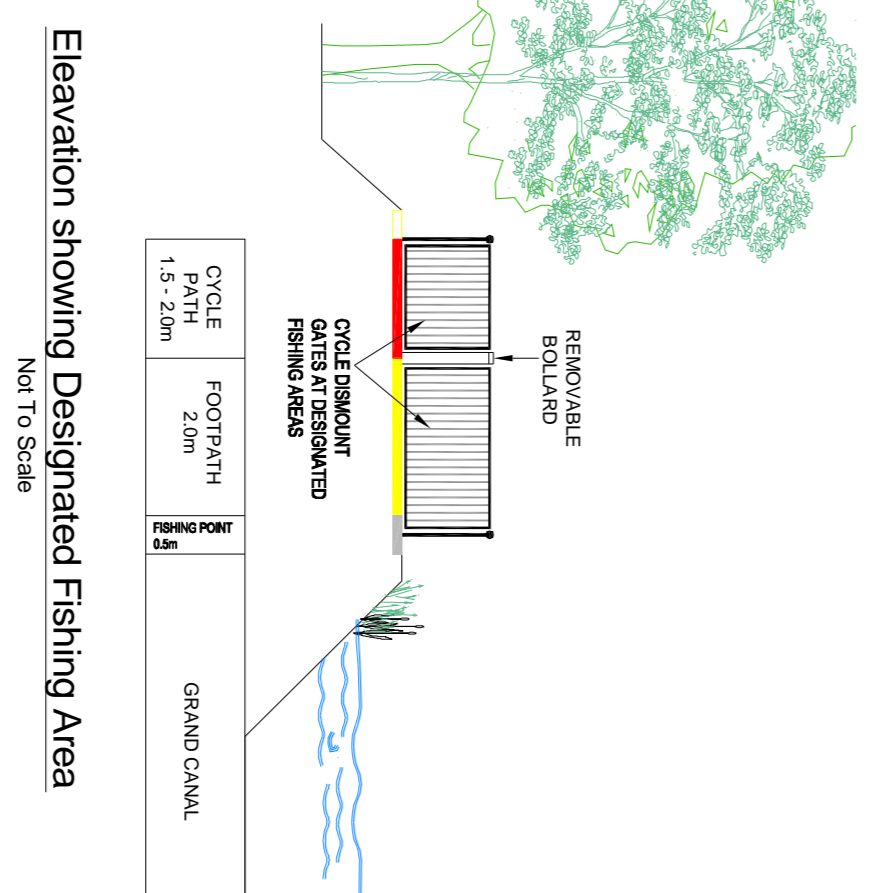 REMOVABLE
BOLLARD
CYCLE DISMOUNT
GATES AT DESIGNATED
FISHING AREAS
CYCLE
PATH
1.5 - 2.0m
FOOTPATH
2.0m
FISHING POINT
0.5m
GRAND CANAL
Eleavation showing Designated Fishing Area
Not To Scale